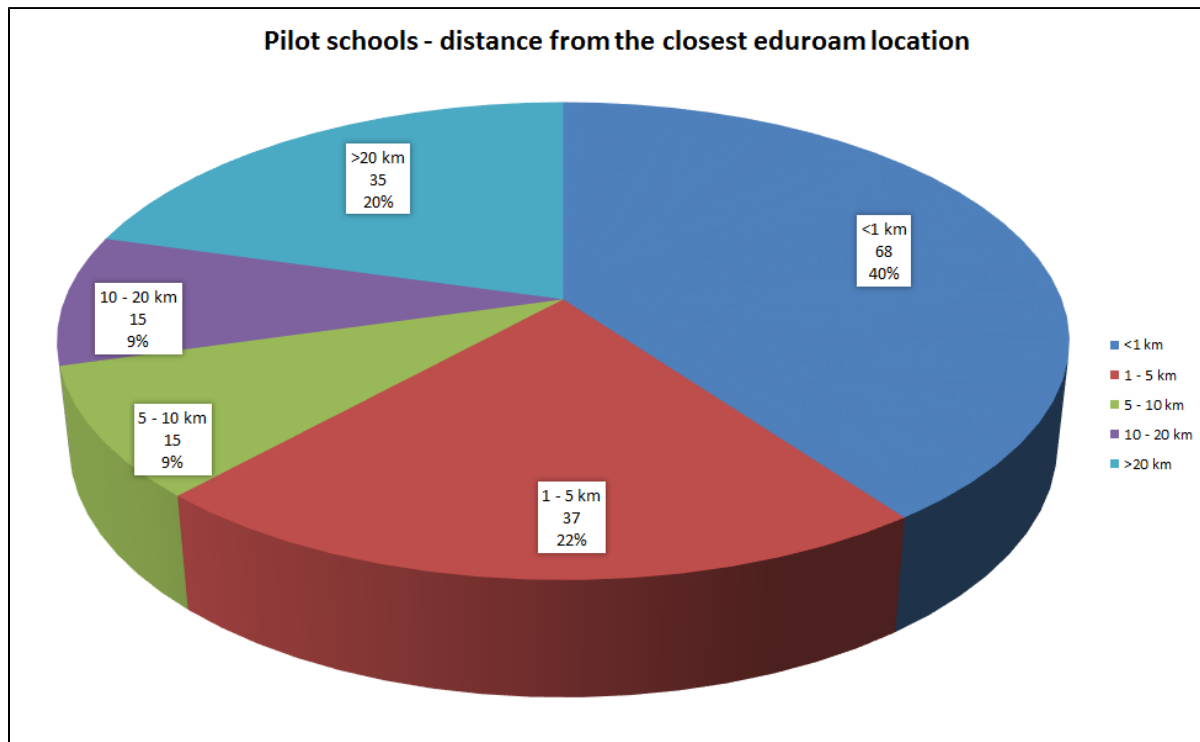 Pilot schools - distance from the closest eduroam location
>20 km
35
20%
<1 km
68
40%
10 - 20 km
15
9%
5 - 10 km
15
9%
1 - 5 km
37
22%
<1 km
1 - 5 km
5 - 10 km
10 - 20 km
>20 km